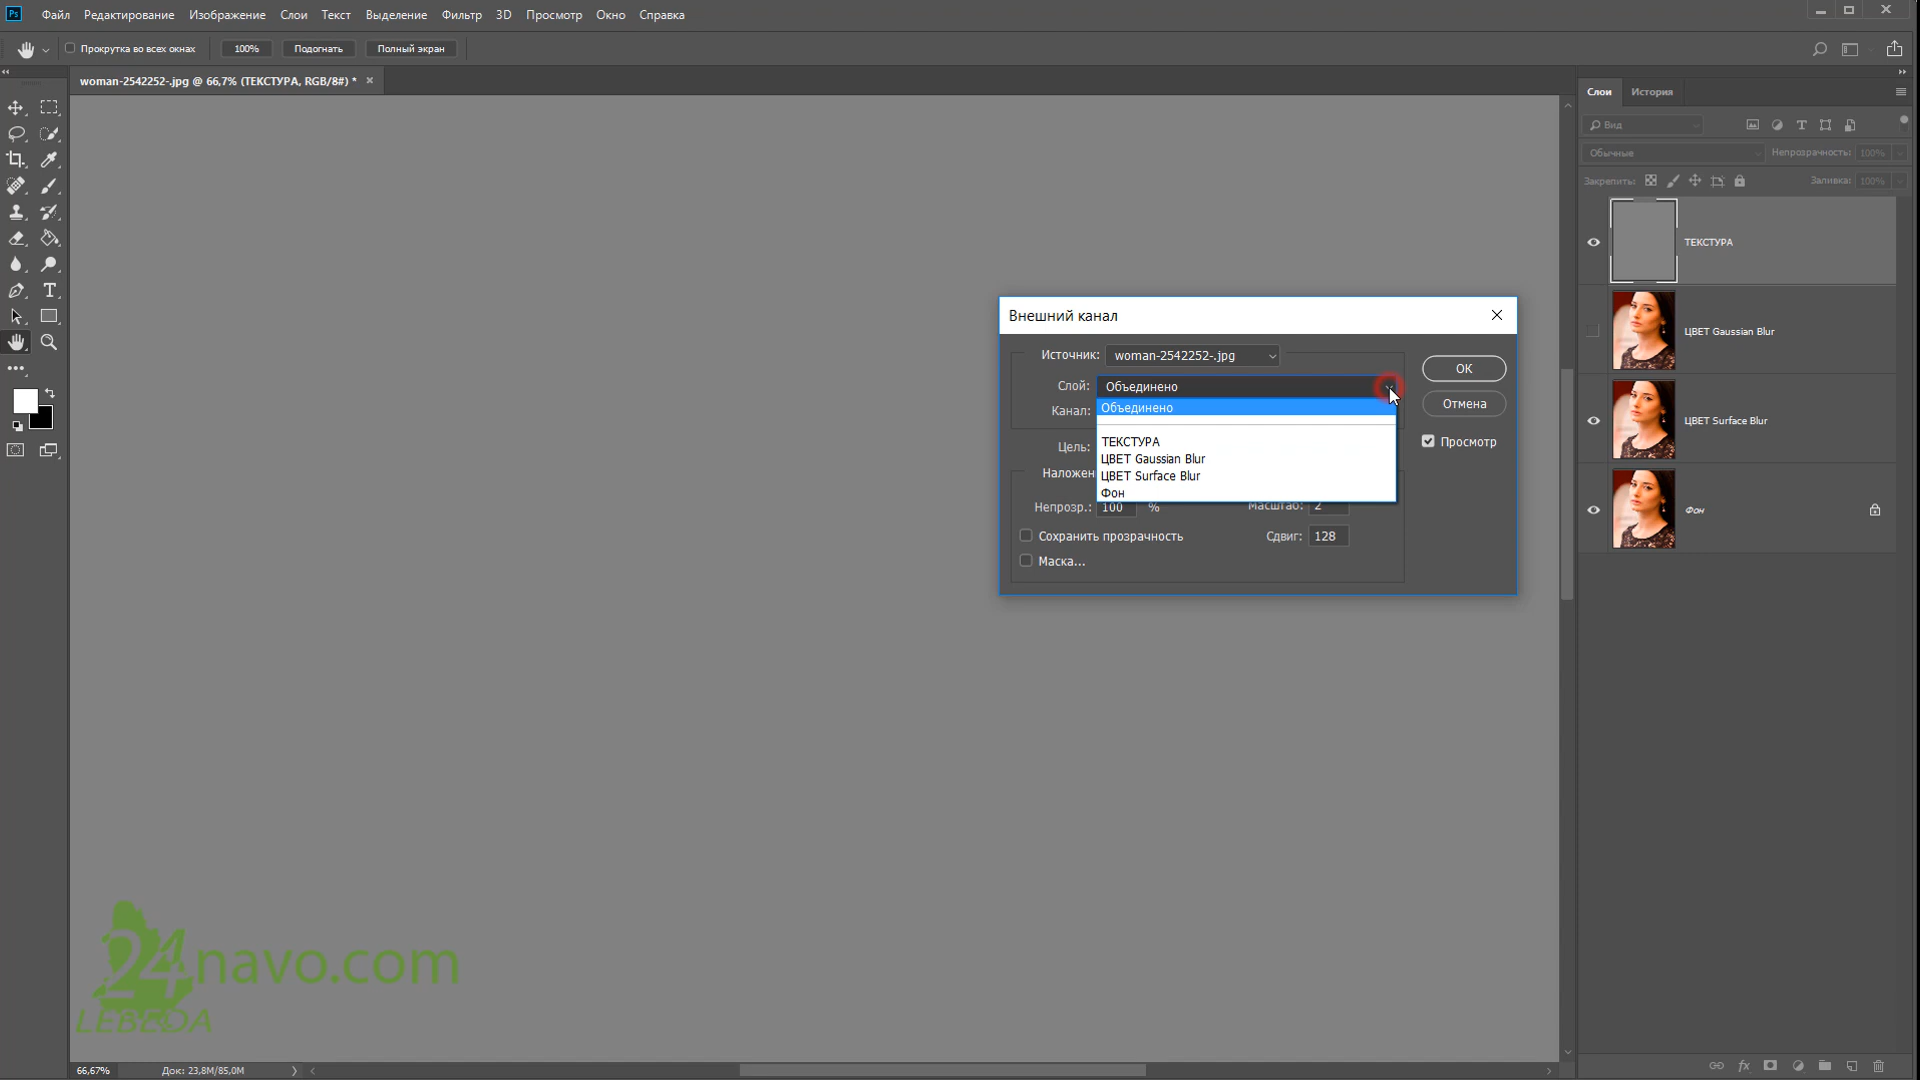 Ps Файл Редактирование Изображение Слои Текст Выделение Фильтр 3D Просмотр Окно Справка
Прокрутка во всех окнах 100% Подогнать Полный экран
woman-2542252-.jpg @ 66,7% (ТЕКСТУРА, RGB/8#) *
Слои История
Вид
Обычные Непрозрачность: 100%
Закрепить: Заливка: 100%
ТЕКСТУРА
ЦВЕТ Gaussian Blur
ЦВЕТ Surface Blur
Фон
Внешний канал
Источник: woman-2542252-.jpg
Слой: Объединено
Объединено
ТЕКСТУРА
ЦВЕТ Gaussian Blur
ЦВЕТ Surface Blur
Фон
Канал:
Цель:
Наложен
Непрозр.: 100 % Масштаб: 2
Сохранить прозрачность Сдвиг: 128
Маска...
OK
Отмена
Просмотр
24navo.com
LEBEDA
66,67% Док: 23,8M/85,0M